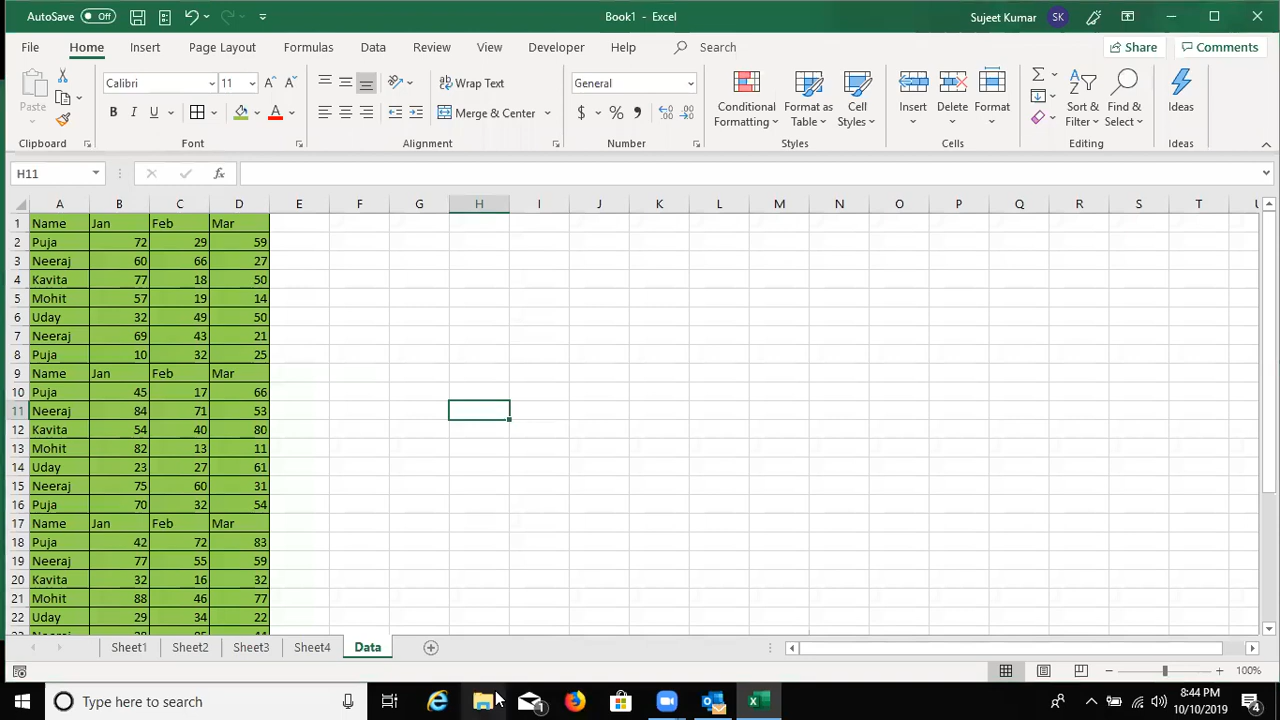 AutoSave Off Book1 - Excel Sujeet Kumar SK
File Home Insert Page Layout Formulas Data Review View Developer Help Search Share Comments
Paste Calibri 11 A A Wrap Text General Conditional Formatting Format as Table Cell Styles Insert Delete Format Sort & Filter Find & Select Ideas
B I U A Merge & Center $ %
Clipboard Font Alignment Number Styles Cells Editing Ideas
H11 fx
A B C D E F G H I J K L M N O P Q R S T
1 Name Jan Feb Mar
2 Puja 72 29 59
3 Neeraj 60 66 27
4 Kavita 77 18 50
5 Mohit 57 19 14
6 Uday 32 49 50
7 Neeraj 69 43 21
8 Puja 10 32 25
9 Name Jan Feb Mar
10 Puja 45 17 66
11 Neeraj 84 71 53
12 Kavita 54 40 80
13 Mohit 82 13 11
14 Uday 23 27 61
15 Neeraj 75 60 31
16 Puja 70 32 54
17 Name Jan Feb Mar
18 Puja 42 72 83
19 Neeraj 77 55 59
20 Kavita 32 16 32
21 Mohit 88 46 77
22 Uday 29 34 22
Sheet1 Sheet2 Sheet3 Sheet4 Data
100%
Type here to search 1 8:44 PM 4
10/10/2019